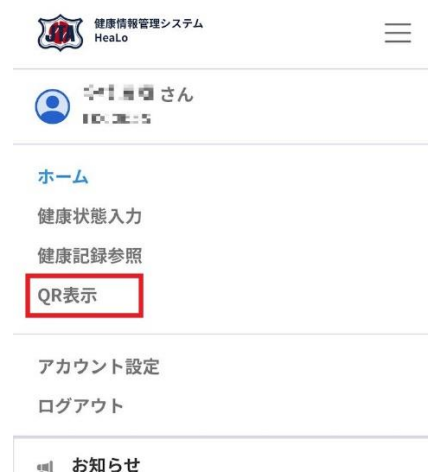 JTA
健康情報管理システム
HeaLo
さん
ホーム
健康状態入力
健康記録参照
QR表示
アカウント設定
ログアウト
お知らせ